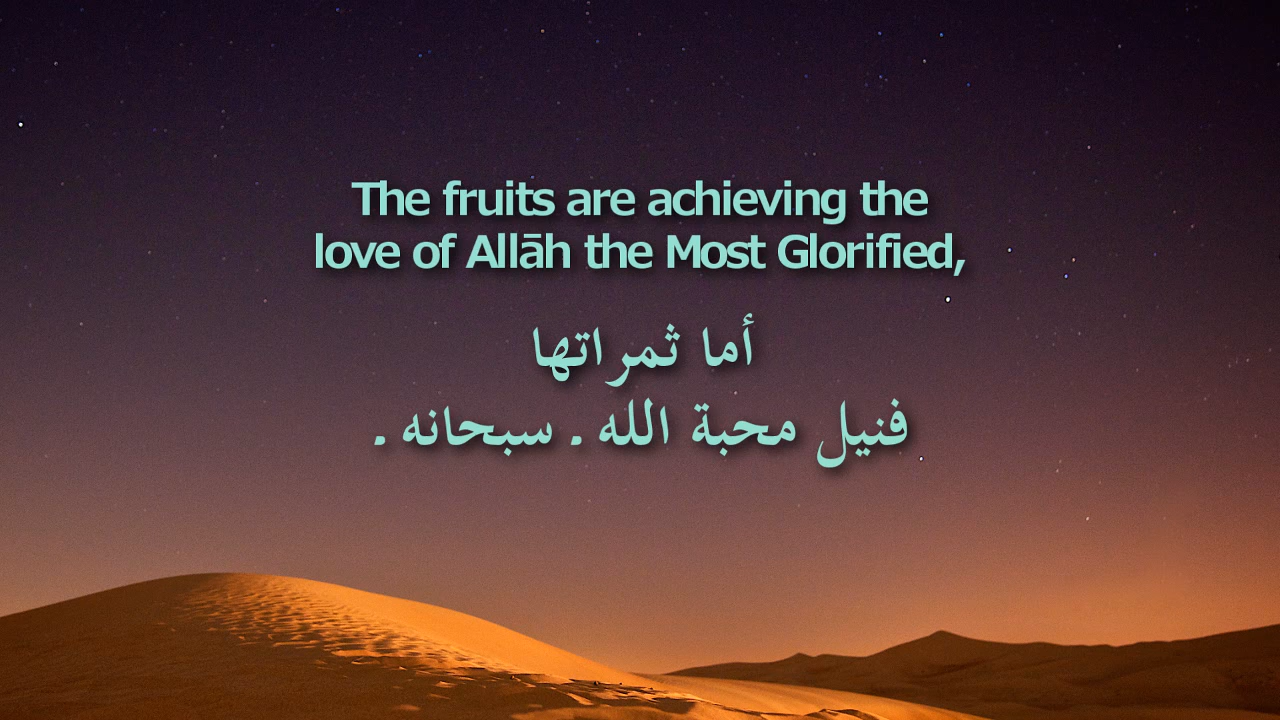 The fruits are achieving the
love of Allāh the Most Glorified,
أما ثمراتها
فنيل محبة الله ـ سبحانه ـ